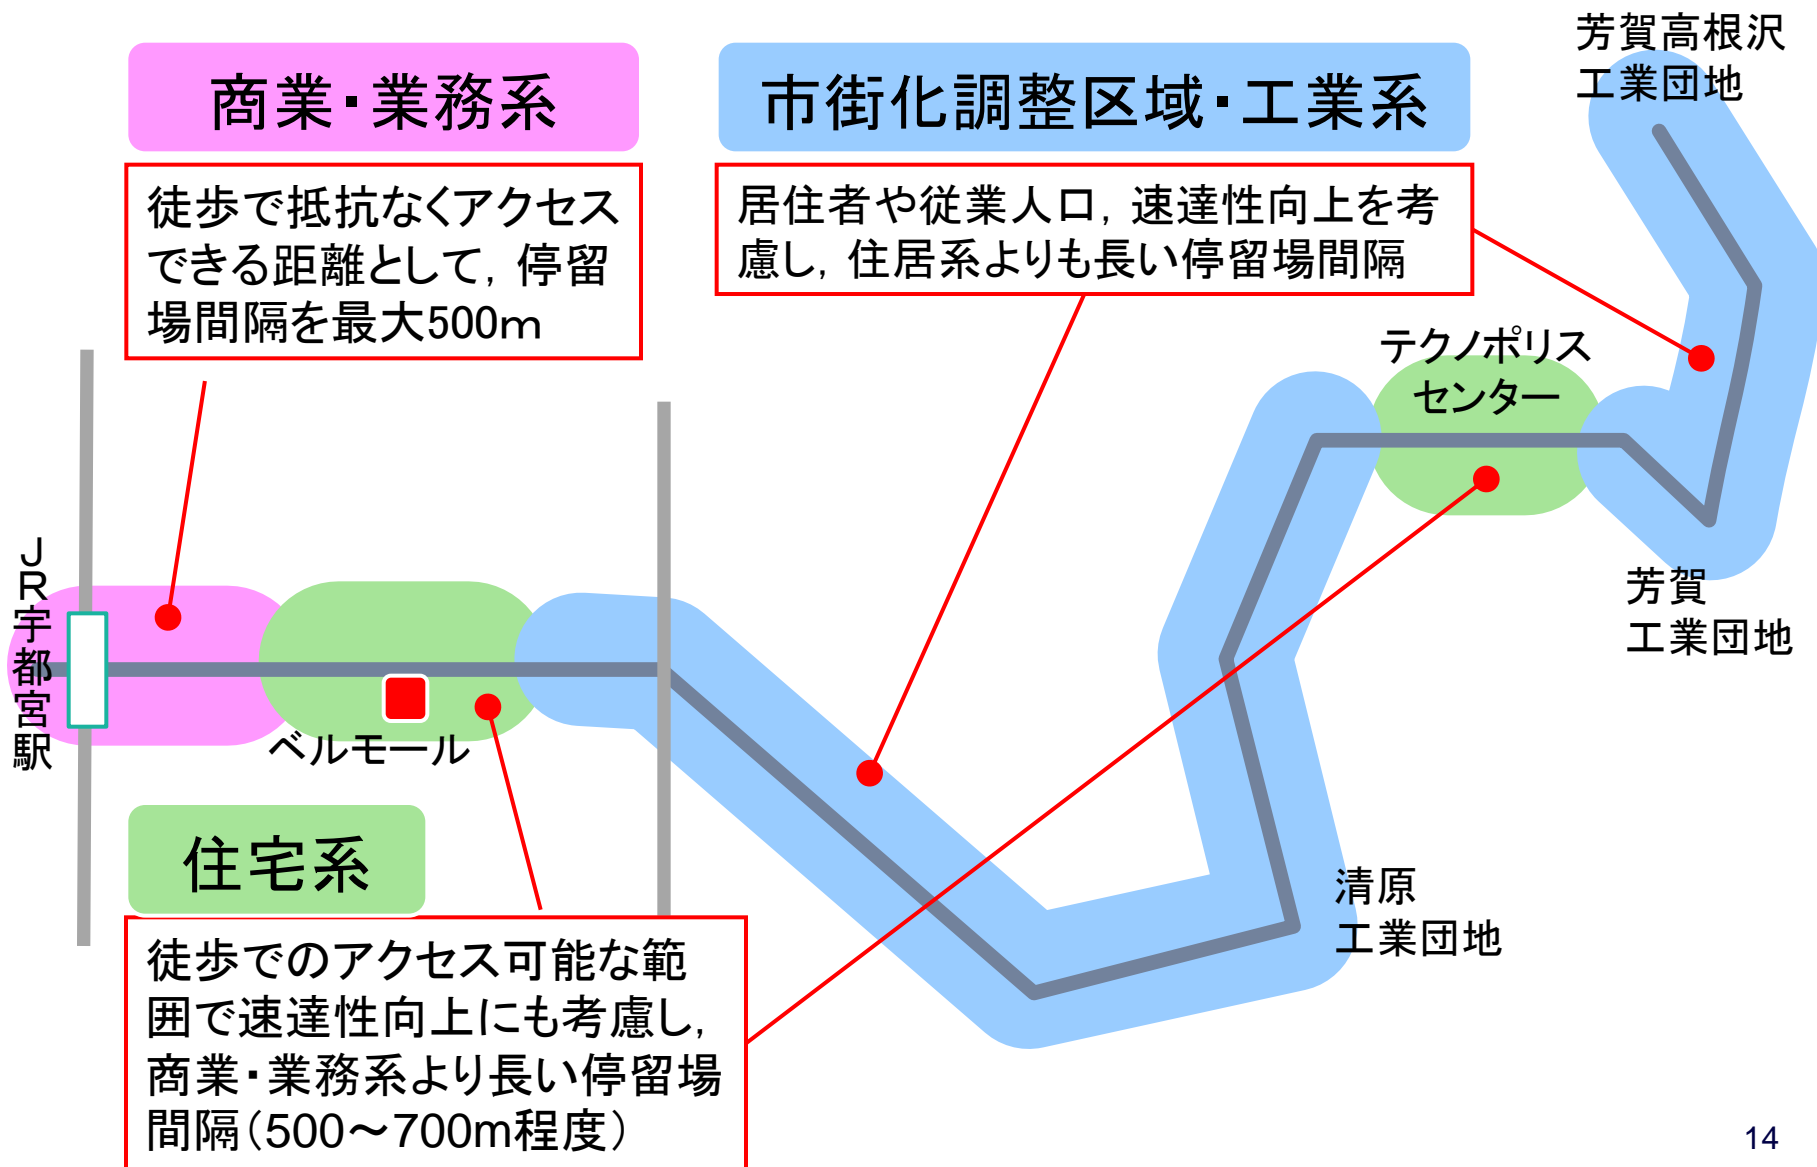 芳賀高根沢
工業団地
商業・業務系
市街化調整区域・工業系
徒歩で抵抗なくアクセス
できる距離として，停留
場間隔を最大500ｍ
居住者や従業人口，速達性向上を考
慮し，住居系よりも長い停留場間隔
テクノポリス
センター
ＪＲ宇都宮駅
芳賀
工業団地
ベルモール
住宅系
清原
工業団地
徒歩でのアクセス可能な範
囲で速達性向上にも考慮し，
商業・業務系より長い停留場
間隔（500～700m程度）
14